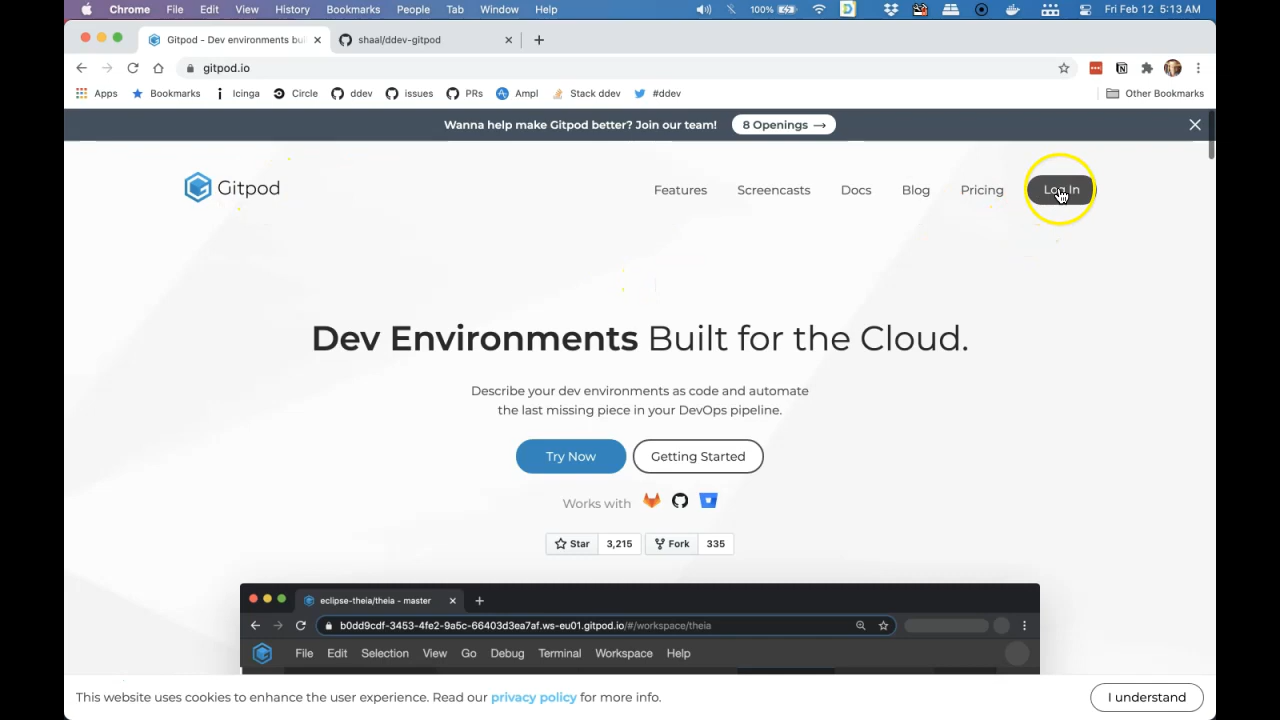 Chrome File Edit View History Bookmarks People Tab Window Help 100% Fri Feb 12 5:13 AM
Gitpod - Dev environments bui shaal/ddev-gitpod
gitpod.io
Apps Bookmarks Icinga Circle ddev issues PRs Ampl Stack ddev #ddev Other Bookmarks
Wanna help make Gitpod better? Join our team! 8 Openings →
Gitpod Features Screencasts Docs Blog Pricing Log In
Dev Environments Built for the Cloud.
Describe your dev environments as code and automate
the last missing piece in your DevOps pipeline.
Try Now Getting Started
Works with
Star 3,215 Fork 335
eclipse-theia/theia - master
b0dd9cdf-3453-4fe2-9a5c-66403d3ea7af.ws-eu01.gitpod.io/#/workspace/theia
File Edit Selection View Go Debug Terminal Workspace Help
This website uses cookies to enhance the user experience. Read our privacy policy for more info. I understand